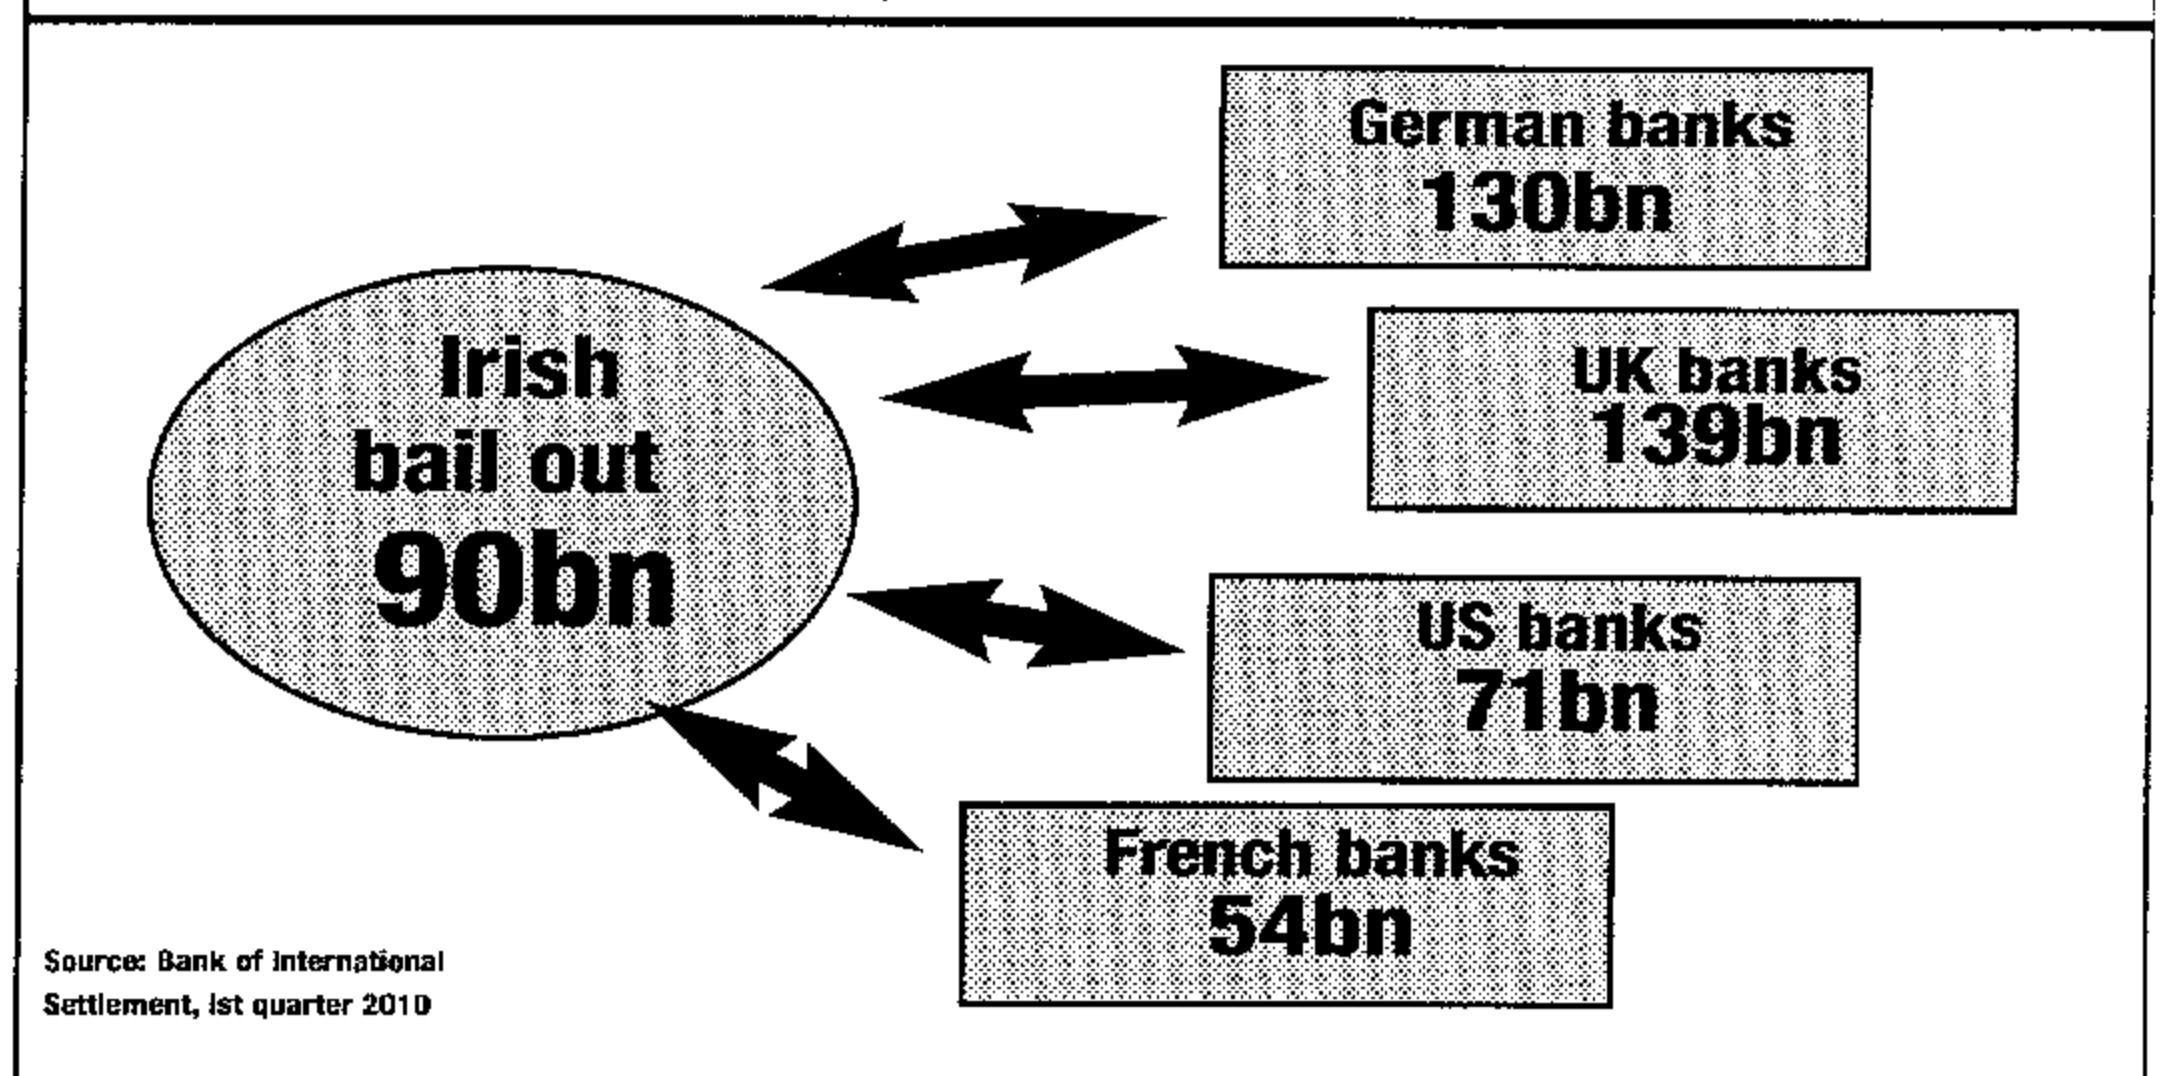 German banks
130bn
Irish
bail out
90bn
UK banks
139bn
US banks
71bn
French banks
54bn
Source: Bank of International
Settlement, Ist quarter 2010